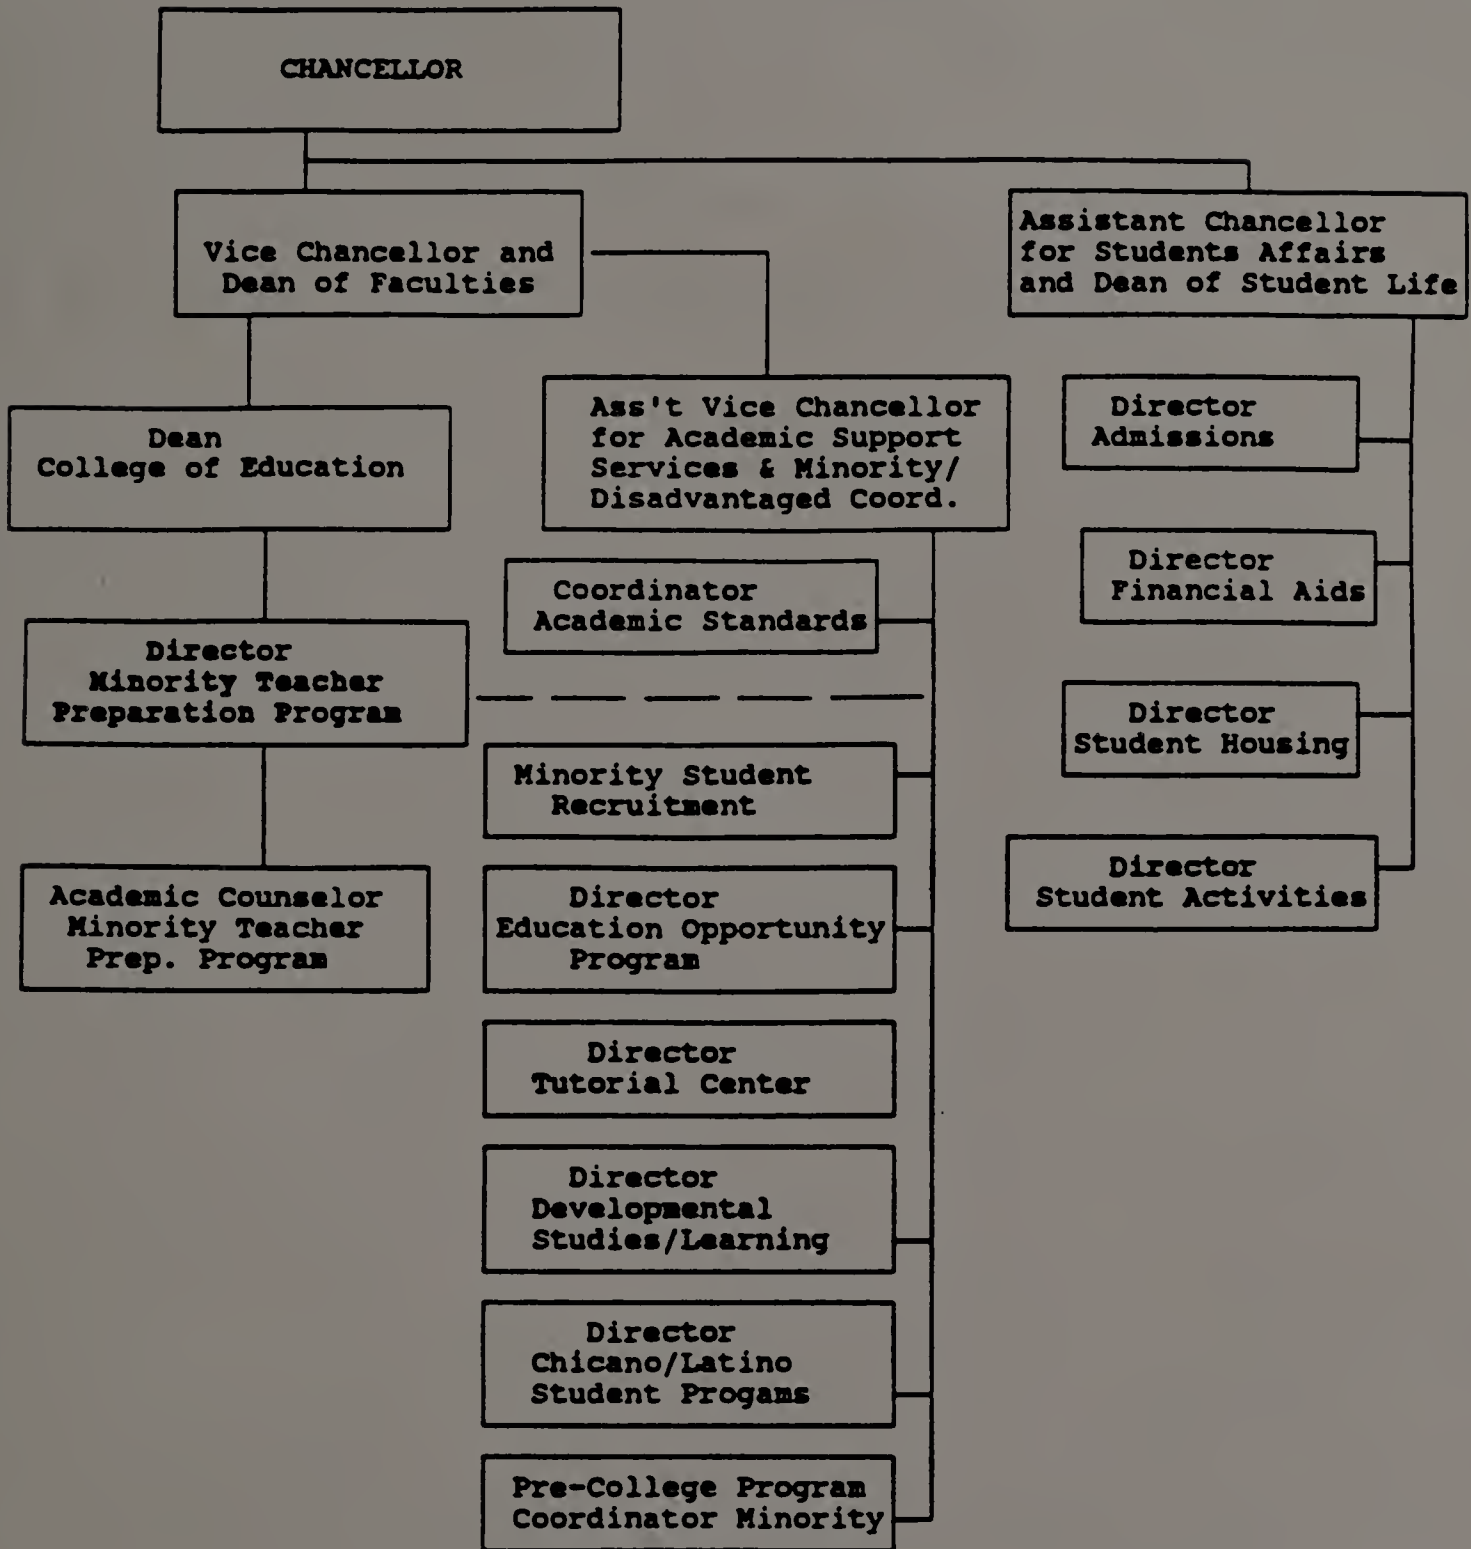 CHANCELLOR
Vice Chancellor and
Dean of Faculties
Assistant Chancellor
for Students Affairs
and Dean of Student Life
Dean
College of Education
Ass't Vice Chancellor
for Academic Support
Services & Minority/
Disadvantaged Coord.
Director
Admissions
Coordinator
Academic Standards
Director
Financial Aids
Director
Minority Teacher
Preparation Program
Director
Student Housing
Minority Student
Recruitment
Director
Student Activities
Academic Counselor
Minority Teacher
Prep. Program
Director
Education Opportunity
Program
Director
Tutorial Center
Director
Developmental
Studies/Learning
Director
Chicano/Latino
Student Progams
Pre-College Program
Coordinator Minority